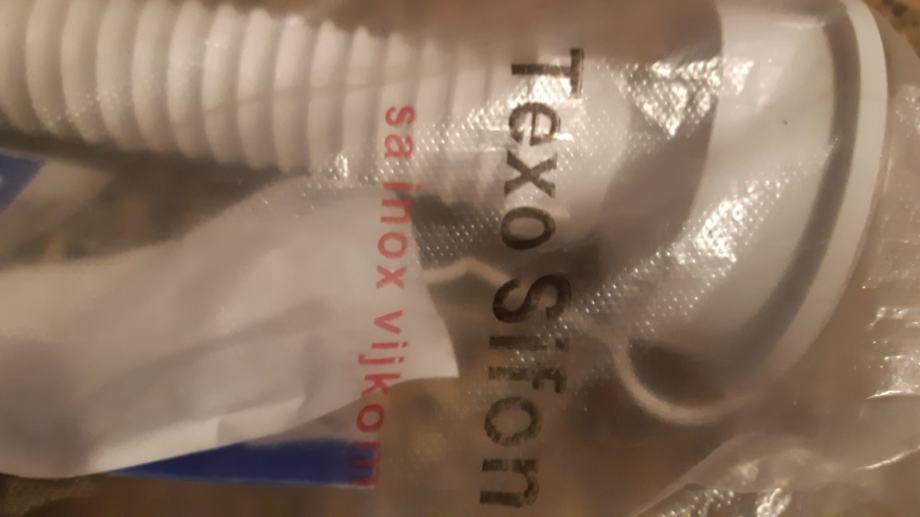 Texo Sifon
sa inox vijkom